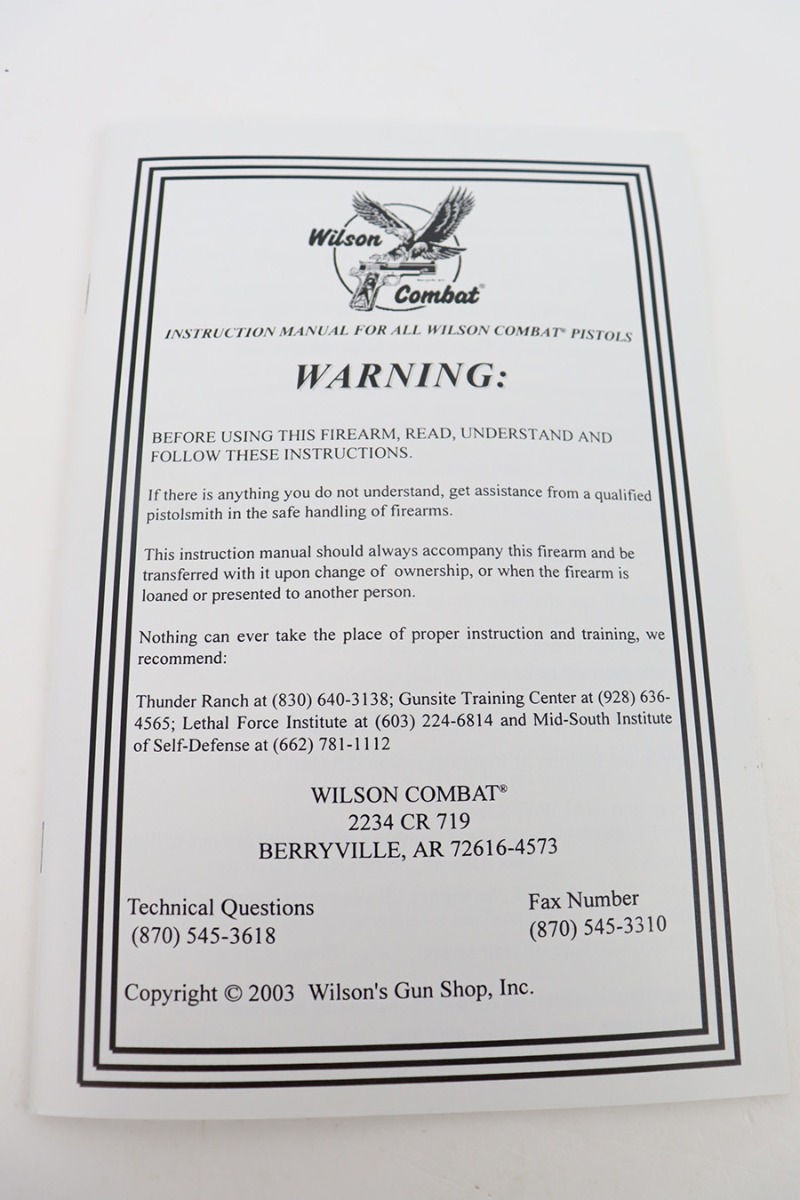 Wilson
Combat®
INSTRUCTION MANUAL FOR ALL WILSON COMBAT® PISTOLS
WARNING:
BEFORE USING THIS FIREARM, READ, UNDERSTAND AND
FOLLOW THESE INSTRUCTIONS.
If there is anything you do not understand, get assistance from a qualified
pistolsmith in the safe handling of firearms.
This instruction manual should always accompany this firearm and be
transferred with it upon change of ownership, or when the firearm is
loaned or presented to another person.
Nothing can ever take the place of proper instruction and training, we
recommend:
Thunder Ranch at (830) 640-3138; Gunsite Training Center at (928) 636-
4565; Lethal Force Institute at (603) 224-6814 and Mid-South Institute
of Self-Defense at (662) 781-1112
WILSON COMBAT®
2234 CR 719
BERRYVILLE, AR 72616-4573
Technical Questions
(870) 545-3618
Fax Number
(870) 545-3310
Copyright © 2003 Wilson's Gun Shop, Inc.